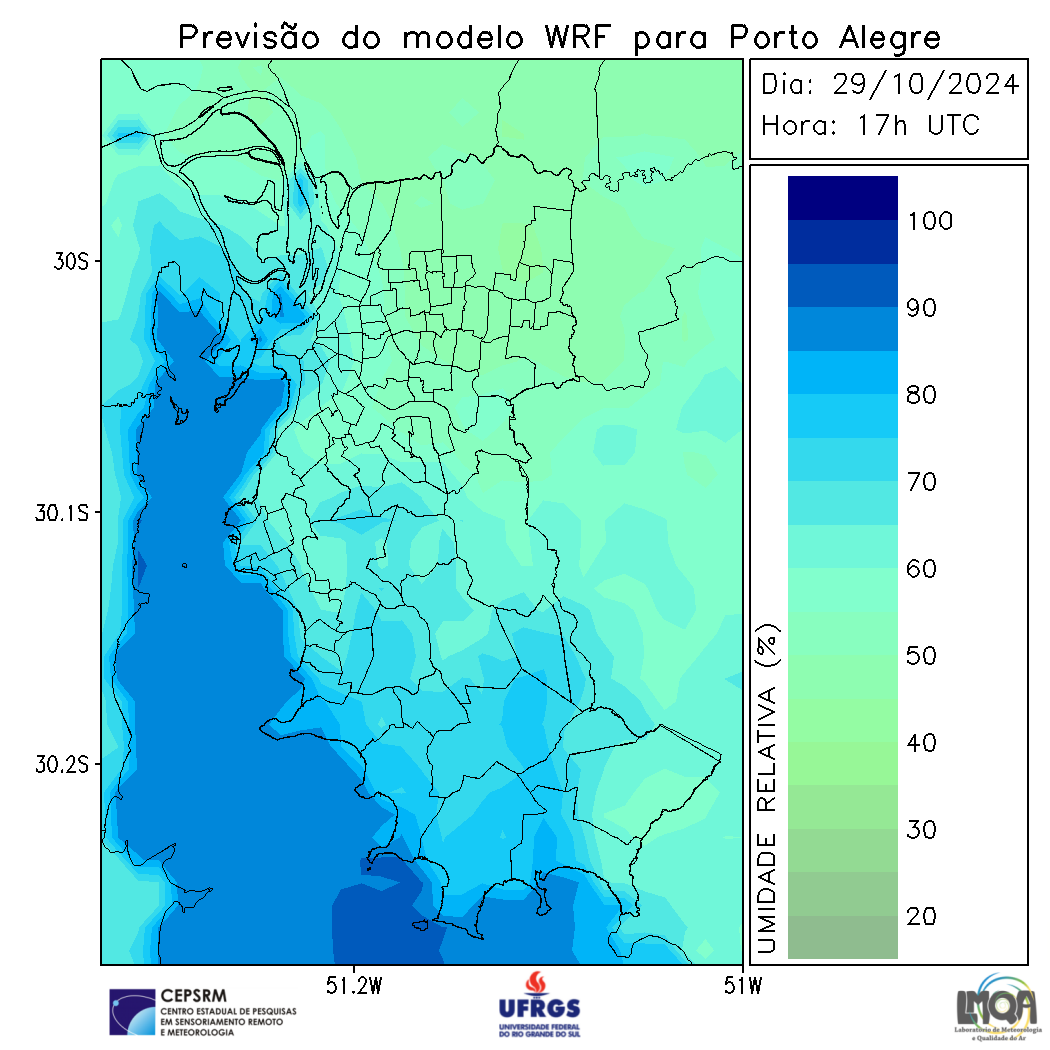 Previsão do modelo WRF para Porto Alegre
Dia: 29/10/2024
Hora: 17h UTC
30S
30.1S
30.2S
51.2W
51W
UMIDADE RELATIVA (%)
100
90
80
70
60
50
40
30
20
CEPSRM
CENTRO ESTADUAL DE PESQUISAS
EM SENSORIAMENTO REMOTO
E METEOROLOGIA
UFRGS
UNIVERSIDADE FEDERAL
DO RIO GRANDE DO SUL
LMQA
Laboratório de Meteorologia
e Qualidade do Ar